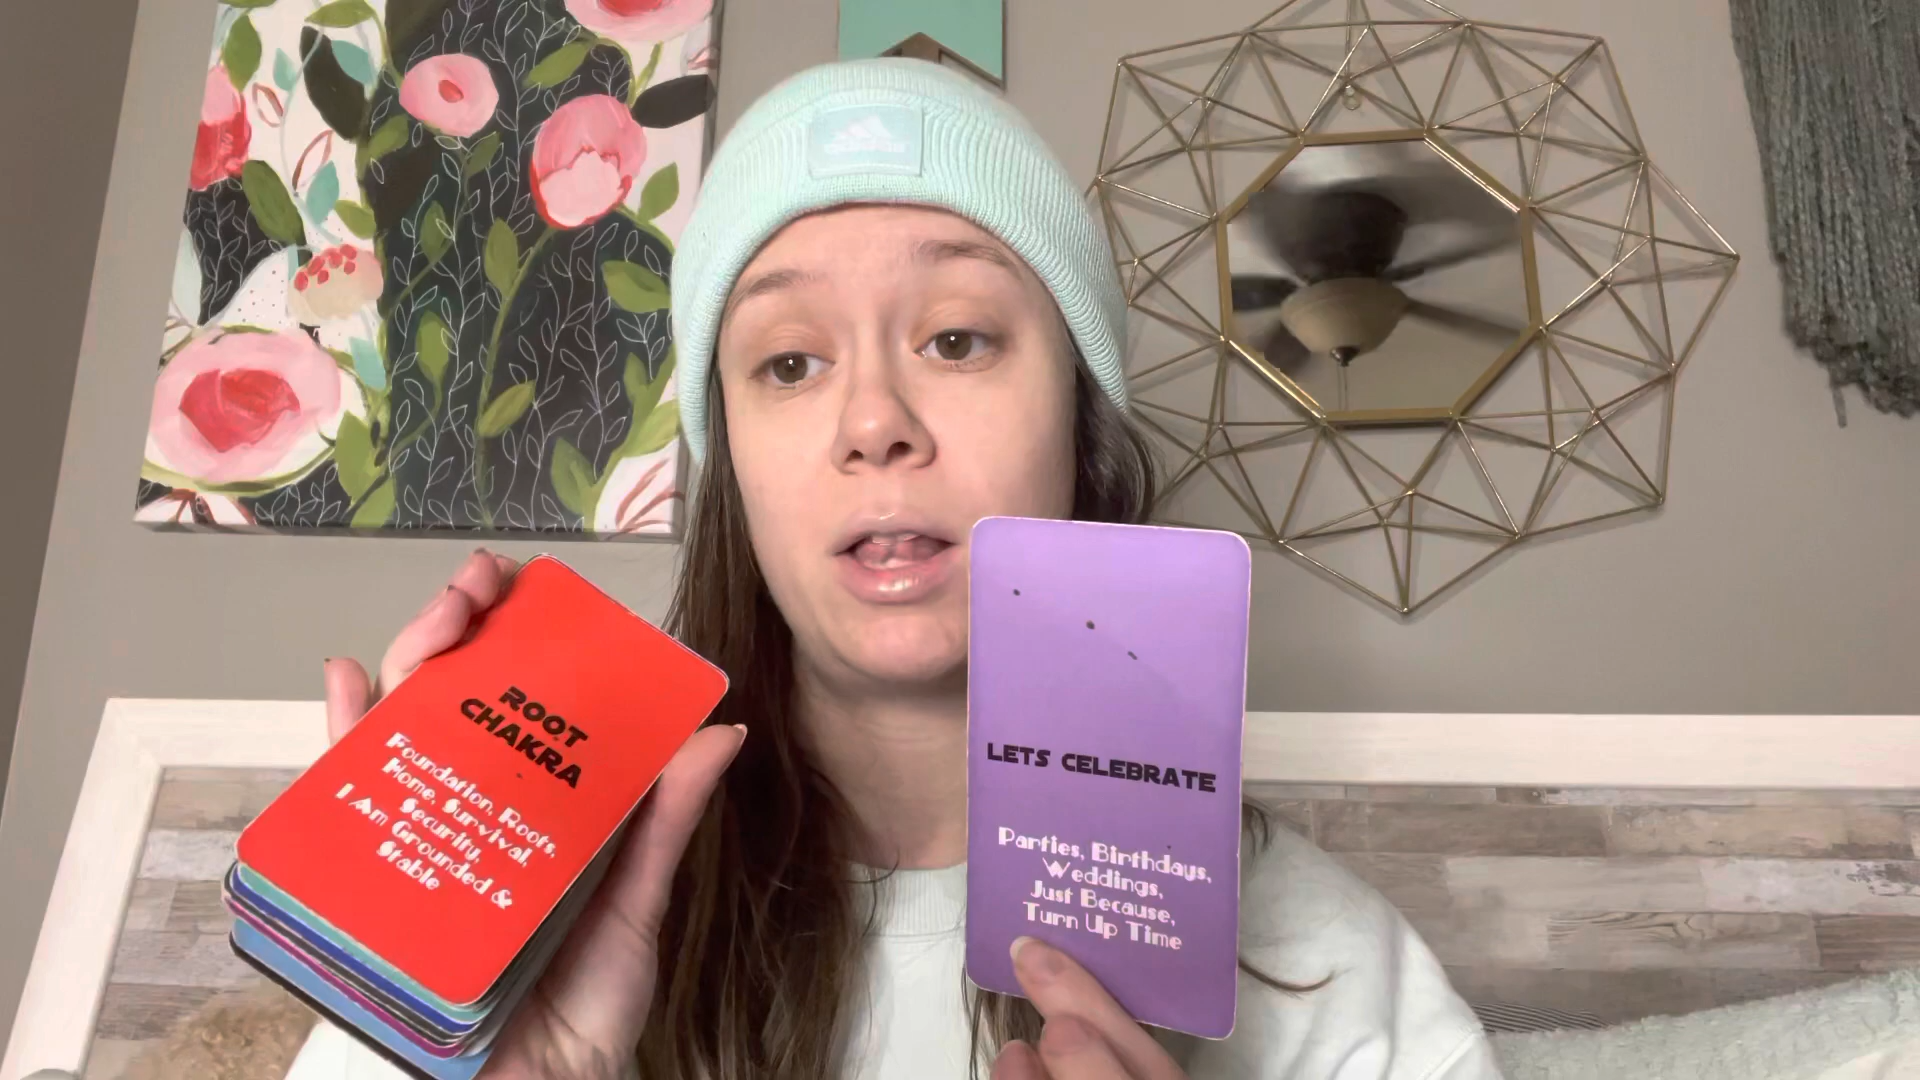 ROOT
CHAKRA
Foundation, Roots,
Home, Survival,
Security,
I Am Grounded &
Stable
LETS CELEBRATE
Parties, Birthdays,
Weddings,
Just Because,
Turn Up Time